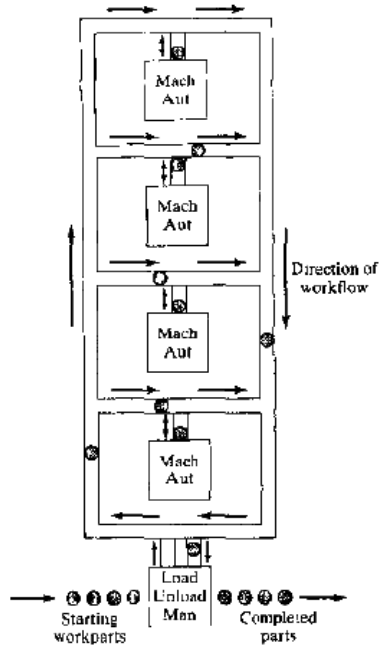 Mach
Aut
Mach
Aut
Direction of
workflow
Mach
Aut
Mach
Aut
Load
Unload
Man
Starting
workparts
Completed
parts